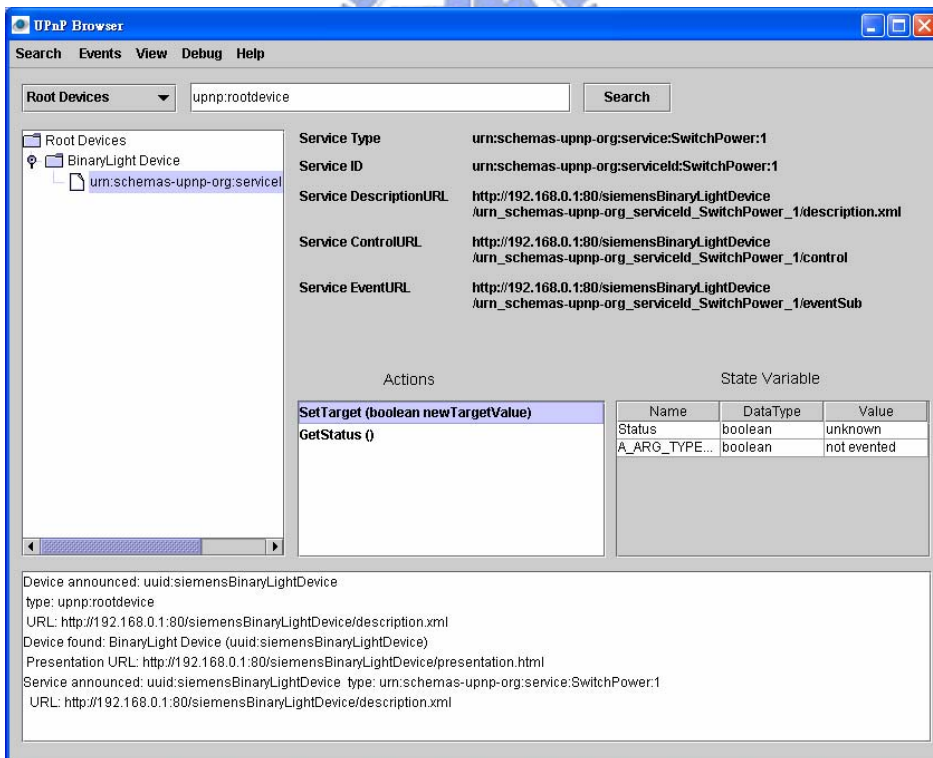 UPnP Browser
Search Events View Debug Help
Root Devices
upnp:rootdevice
Search
Root Devices
BinaryLight Device
urn:schemas-upnp-org:serviceI
Service Type urn:schemas-upnp-org:service:SwitchPower:1
Service ID urn:schemas-upnp-org:serviceId:SwitchPower:1
Service DescriptionURL http://192.168.0.1:80/siemensBinaryLightDevice
/urn_schemas-upnp-org_serviceId_SwitchPower_1/description.xml
Service ControlURL http://192.168.0.1:80/siemensBinaryLightDevice
/urn_schemas-upnp-org_serviceId_SwitchPower_1/control
Service EventURL http://192.168.0.1:80/siemensBinaryLightDevice
/urn_schemas-upnp-org_serviceId_SwitchPower_1/eventSub
Actions
SetTarget (boolean newTargetValue)
GetStatus ()
State Variable
Name DataType Value
Status boolean unknown
A_ARG_TYPE... boolean not evented
Device announced: uuid:siemensBinaryLightDevice
type: upnp:rootdevice
URL: http://192.168.0.1:80/siemensBinaryLightDevice/description.xml
Device found: BinaryLight Device (uuid:siemensBinaryLightDevice)
Presentation URL: http://192.168.0.1:80/siemensBinaryLightDevice/presentation.html
Service announced: uuid:siemensBinaryLightDevice type: urn:schemas-upnp-org:service:SwitchPower:1
URL: http://192.168.0.1:80/siemensBinaryLightDevice/description.xml